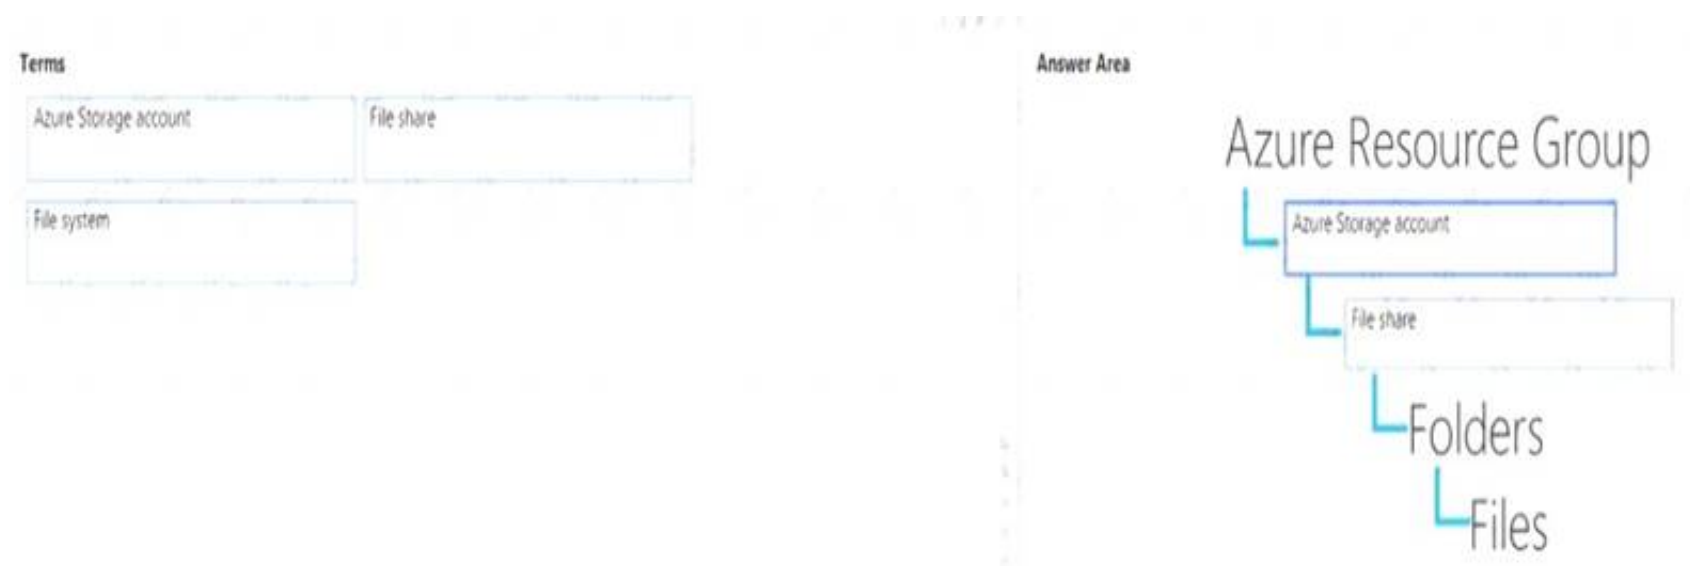 Terms
Azure Storage account
File share
File system
Answer Area
Azure Resource Group
Azure Storage account
File share
Folders
Files